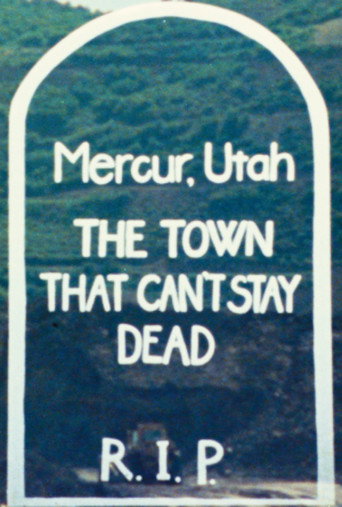 Mercur, Utah
THE TOWN
THAT CAN'T STAY
DEAD
R. I. P.